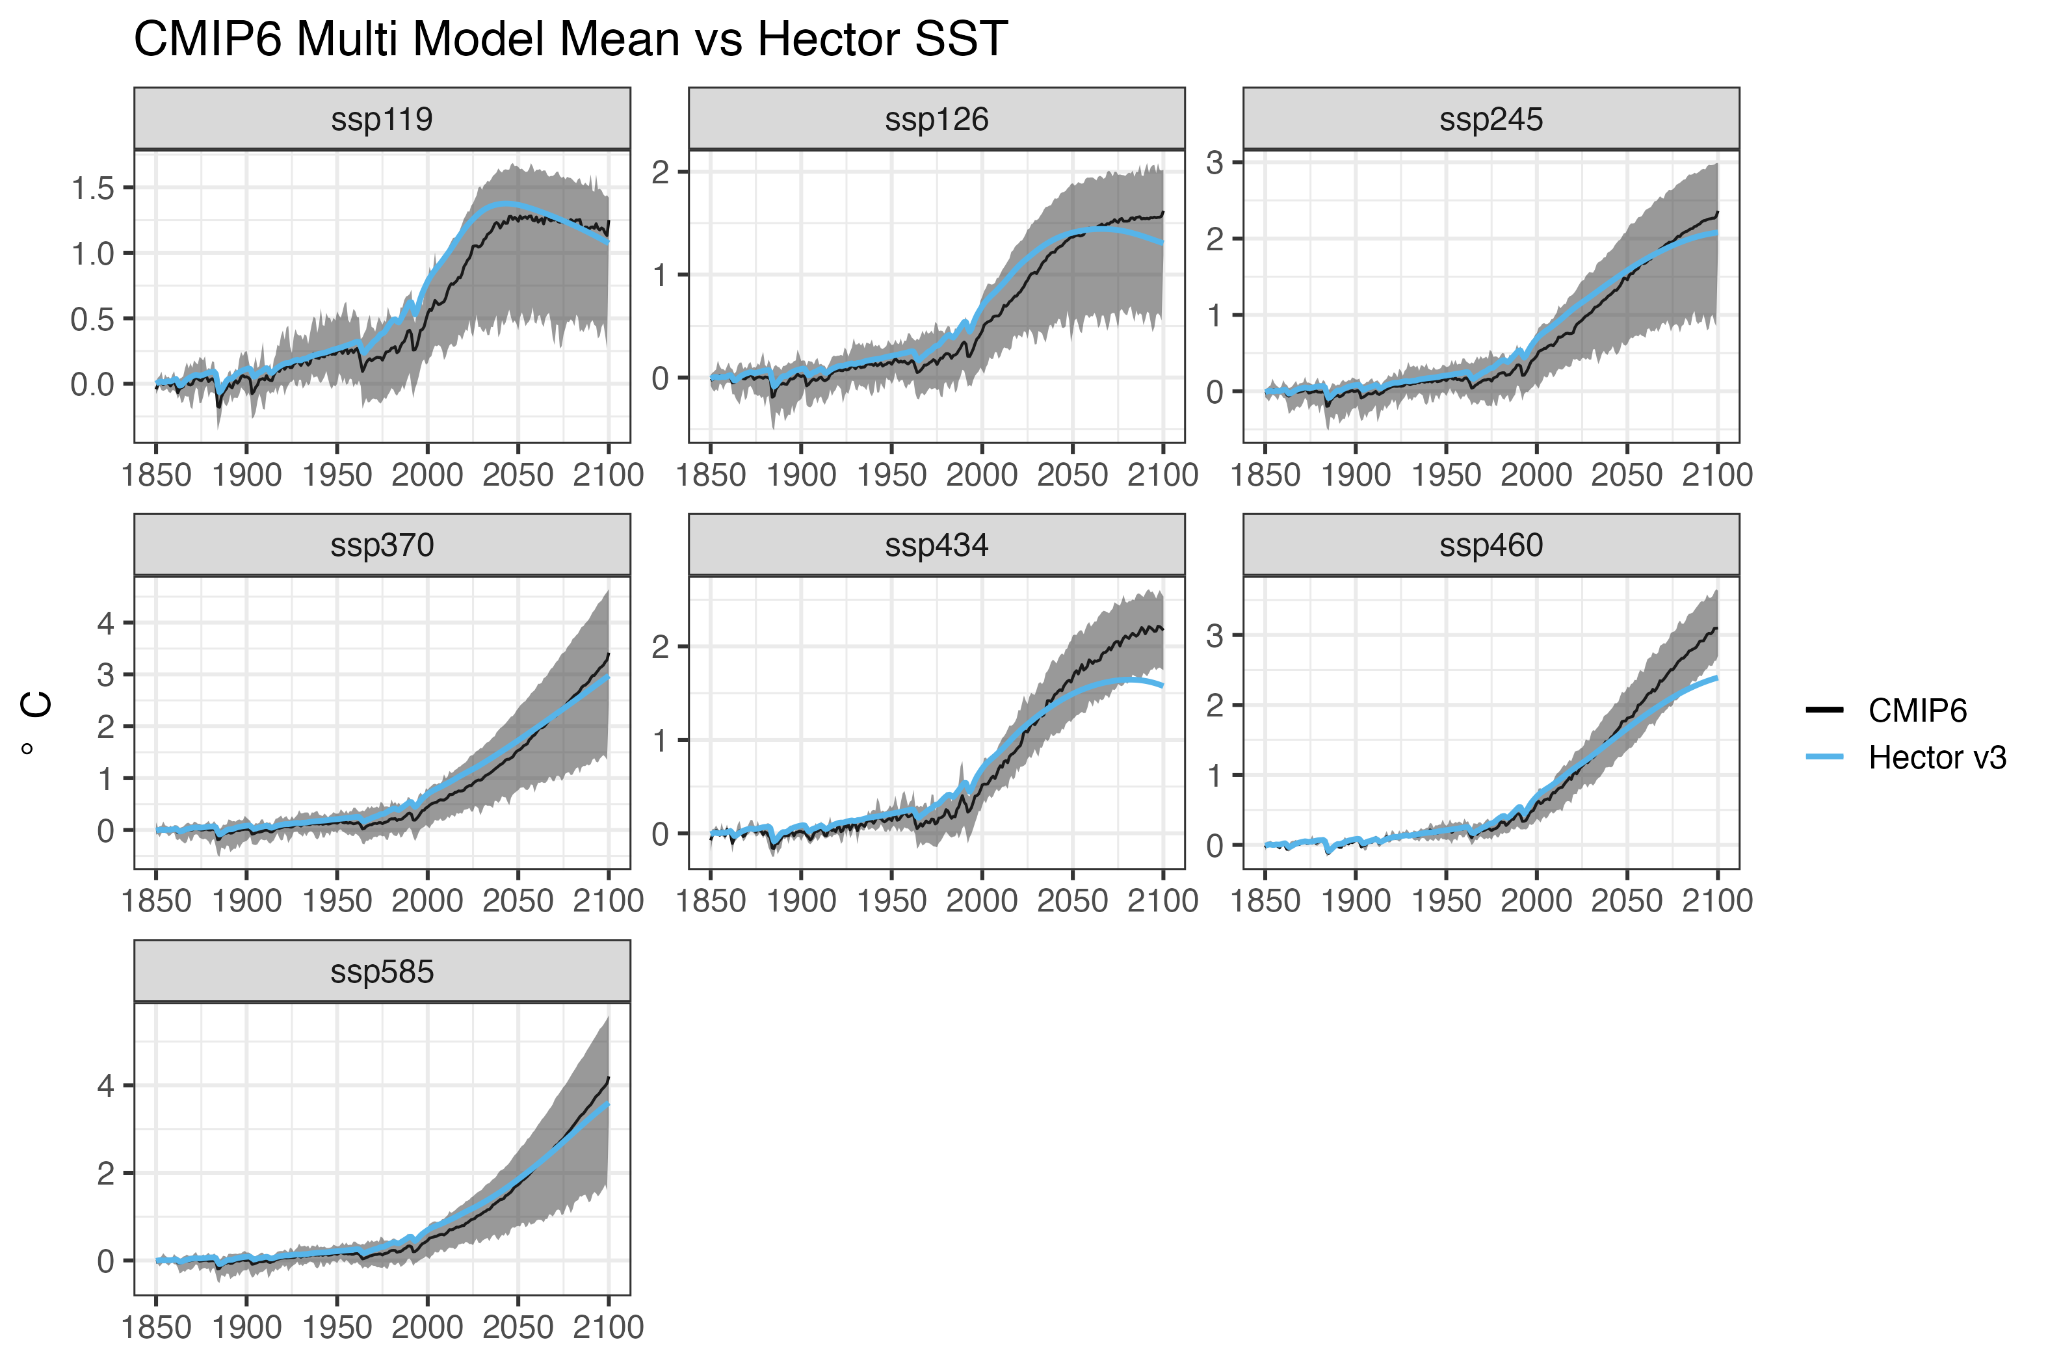 CMIP6 Multi Model Mean vs Hector SST
ssp119 ssp126 ssp245
1.5
1.0
0.5
0.0
2
1
0
3
2
1
0
1850 1900 1950 2000 2050 2100 1850 1900 1950 2000 2050 2100 1850 1900 1950 2000 2050 2100
ssp370 ssp434 ssp460
4
3
2
1
0
2
1
0
3
2
1
0
1850 1900 1950 2000 2050 2100 1850 1900 1950 2000 2050 2100 1850 1900 1950 2000 2050 2100
ssp585
4
2
0
1850 1900 1950 2000 2050 2100
° C
CMIP6
Hector v3